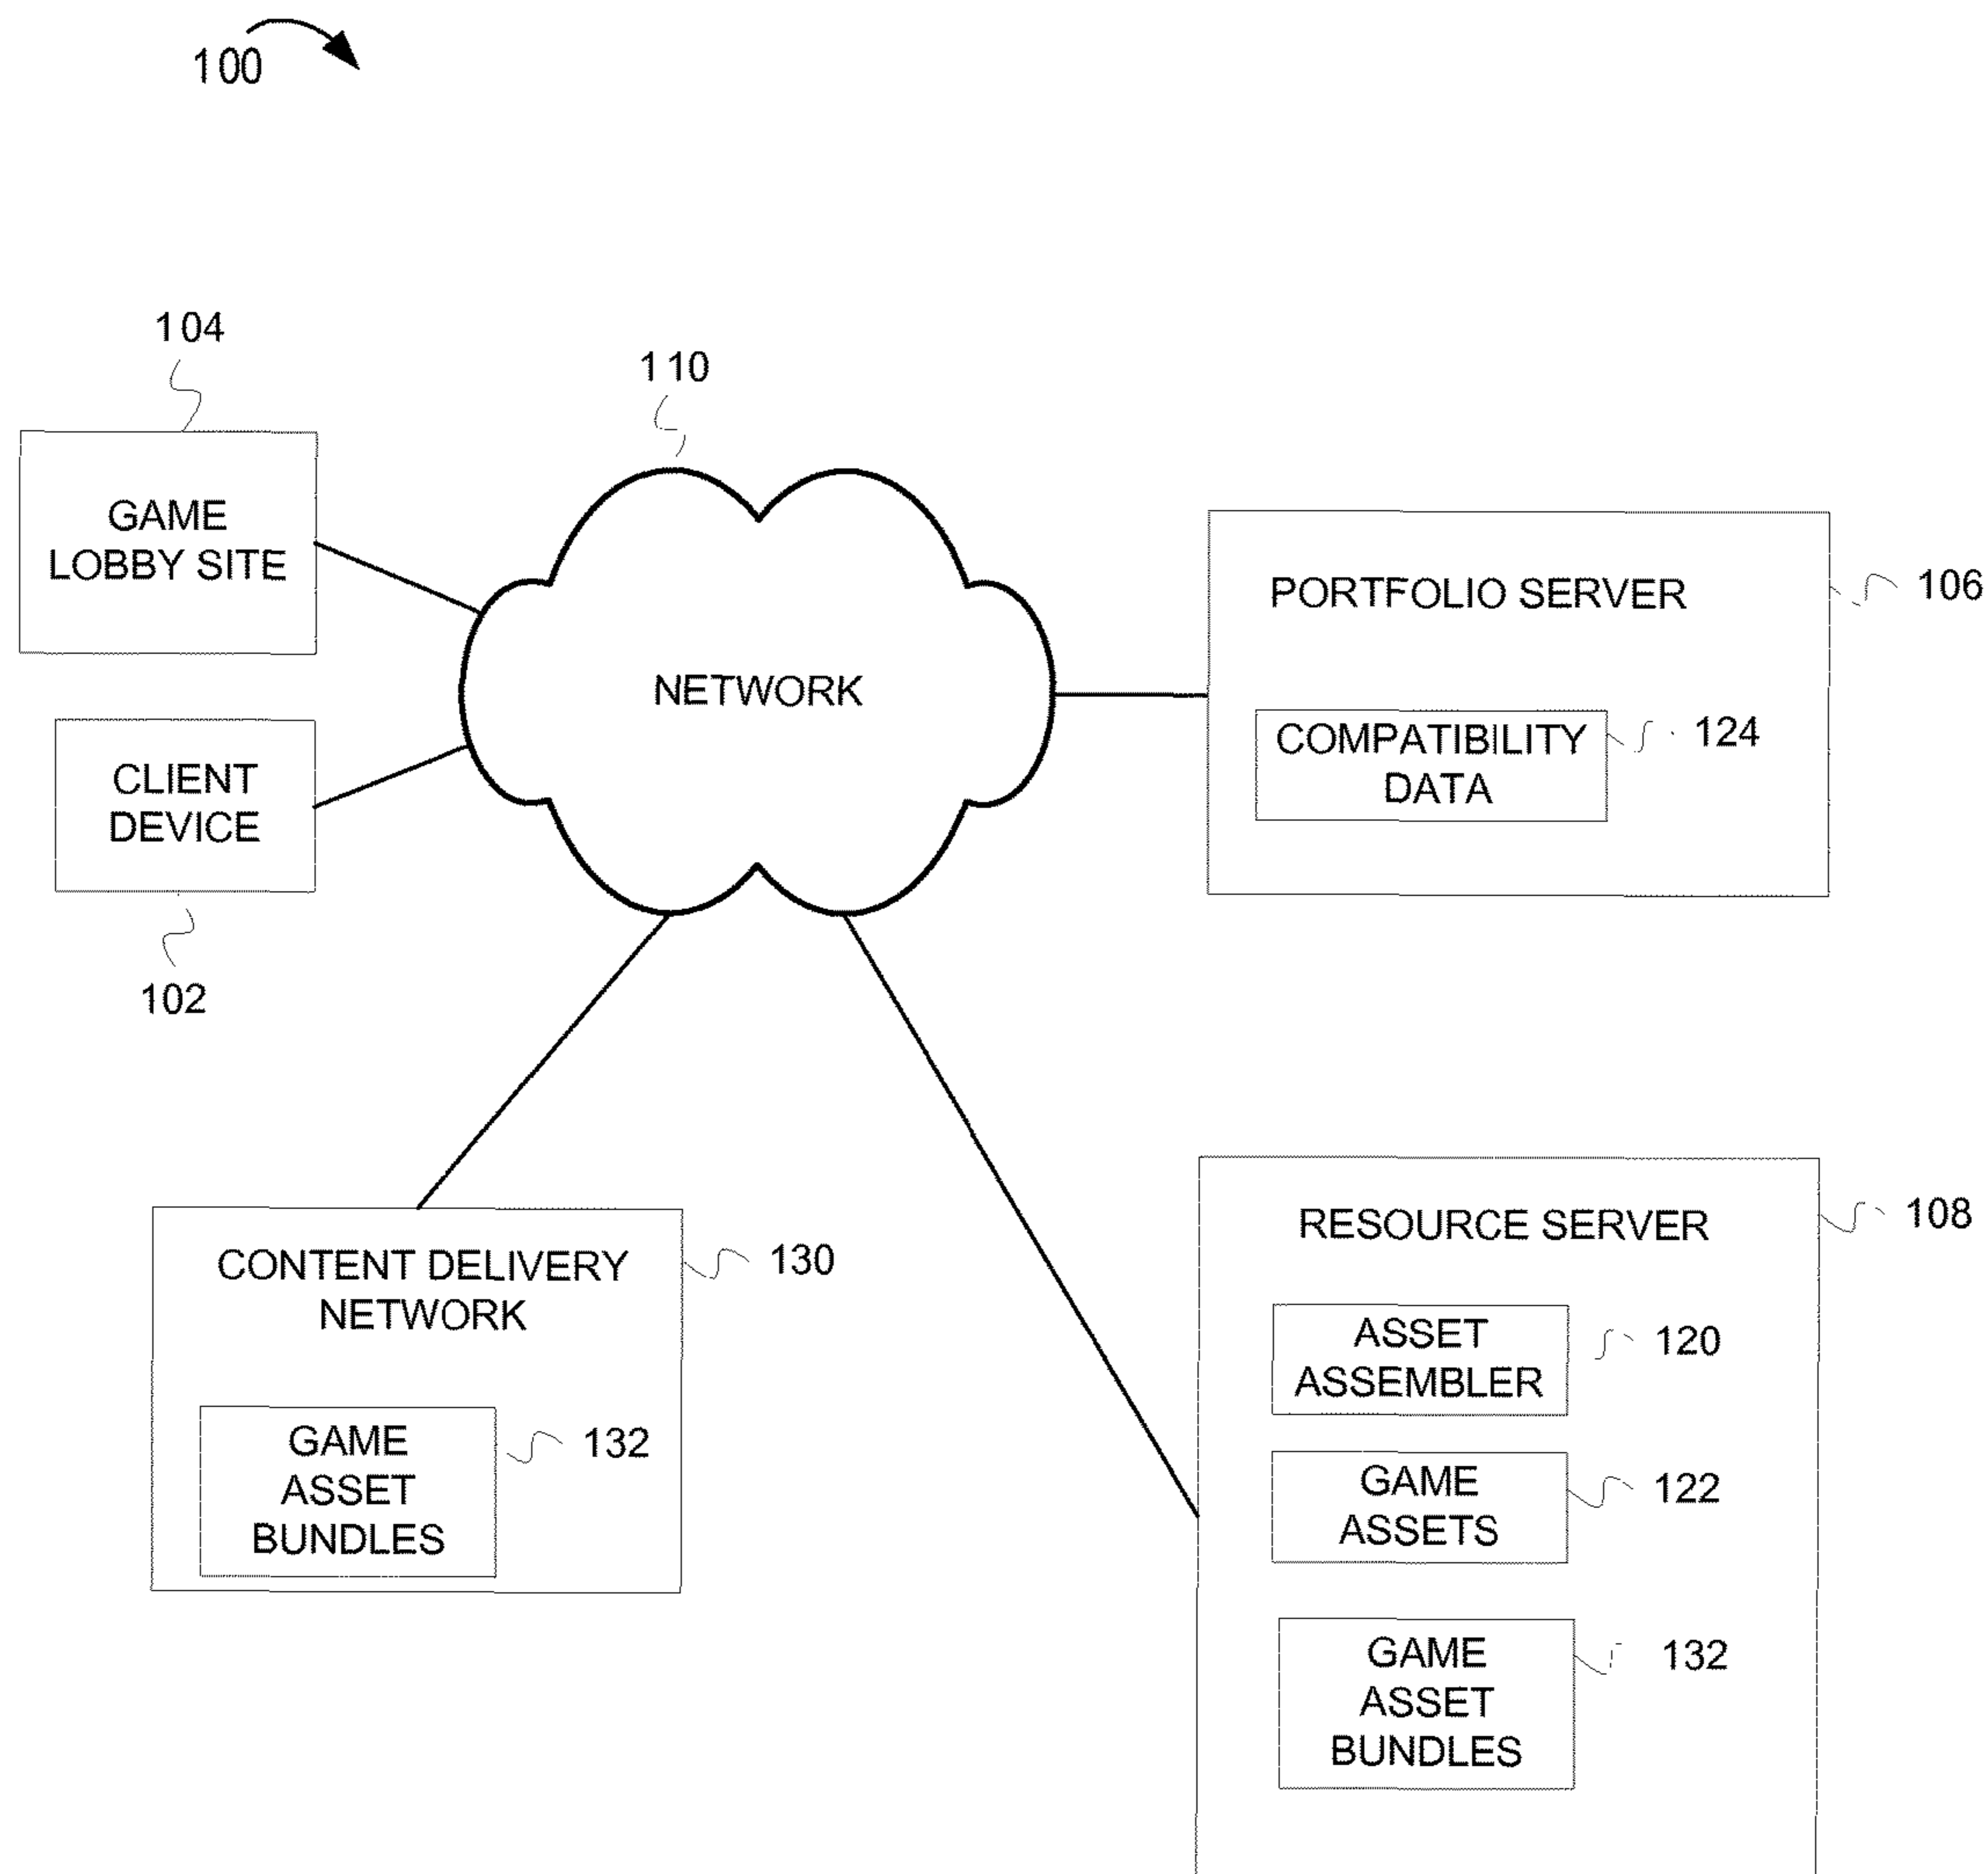 100
104
110
GAME
LOBBY SITE
PORTFOLIO SERVER
106
NETWORK
COMPATIBILITY
DATA
124
CLIENT
DEVICE
102
CONTENT DELIVERY
NETWORK
130
GAME
ASSET
BUNDLES
132
RESOURCE SERVER
108
ASSET
ASSEMBLER
120
GAME
ASSETS
122
GAME
ASSET
BUNDLES
132